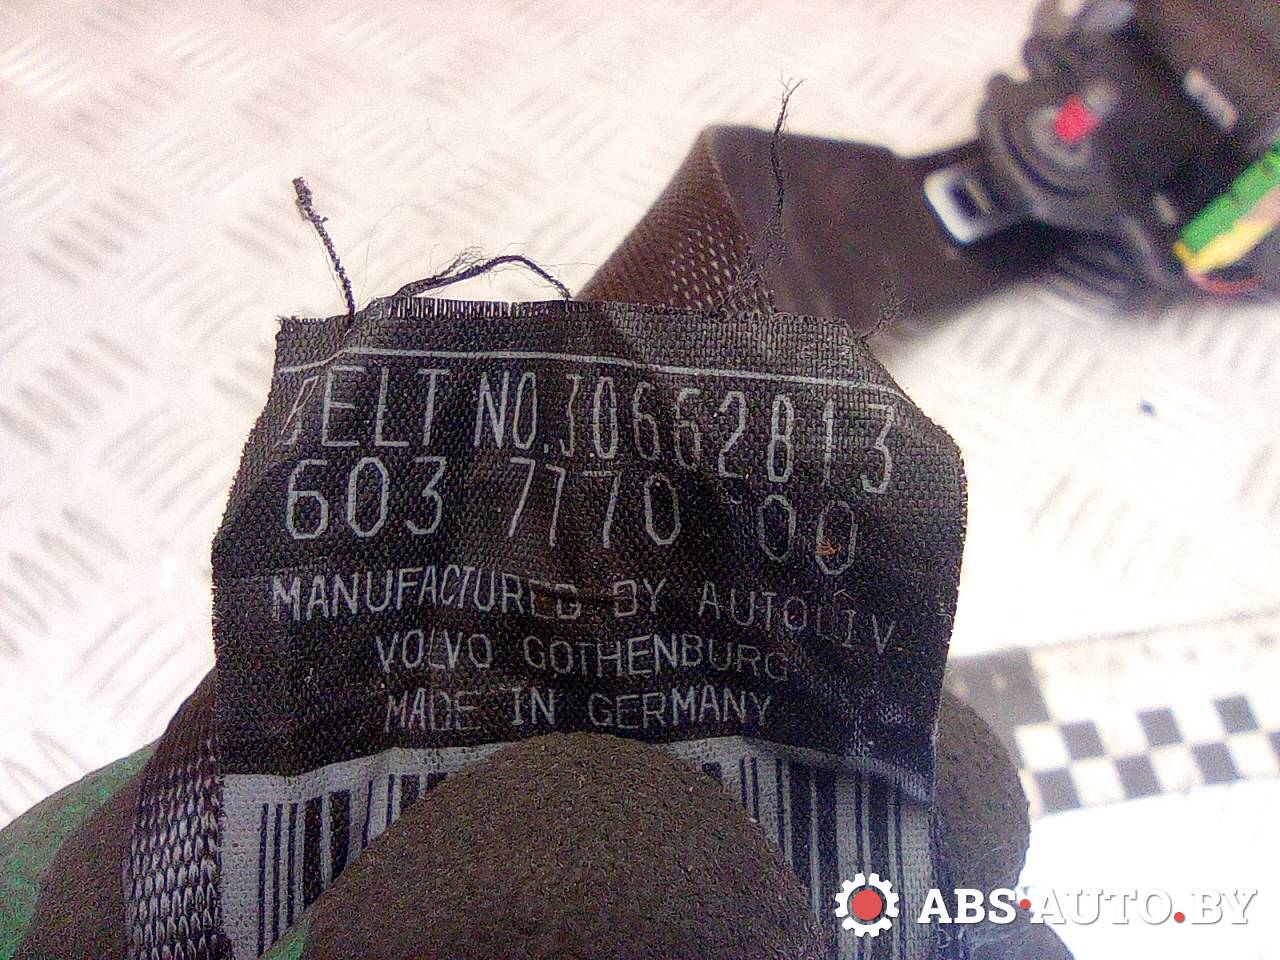 BELT NO.30662813
603 7770 00
MANUFACTURED BY AUTOLIV
VOLVO GOTHENBURG
MADE IN GERMANY
ABS·AUTO.BY